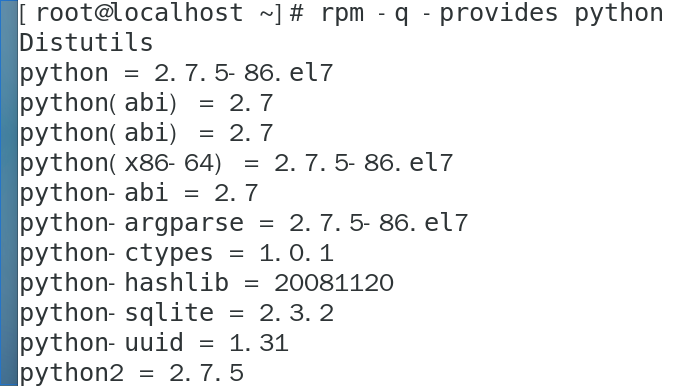 [root@localhost ~]# rpm -q -provides python
Distutils
python = 2.7.5-86.el7
python(abi) = 2.7
python(abi) = 2.7
python(x86-64) = 2.7.5-86.el7
python-abi = 2.7
python-argparse = 2.7.5-86.el7
python-ctypes = 1.0.1
python-hashlib = 20081120
python-sqlite = 2.3.2
python-uuid = 1.31
python2 = 2.7.5